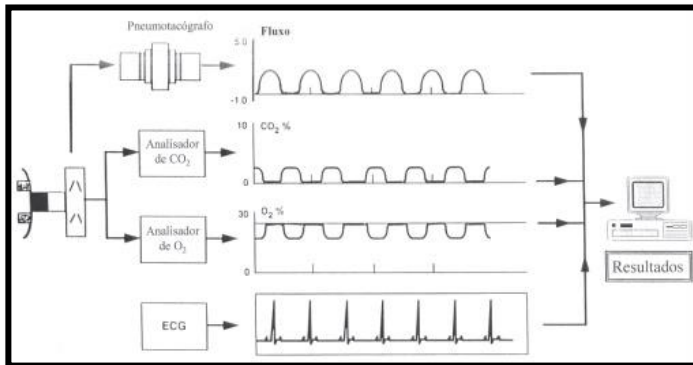 Pneumotacógrafo
Fluxo
5.0
-1.0
Analisador
de CO₂
10
CO₂ %
0
Analisador
de O₂
30
O₂ %
0
ECG
Resultados